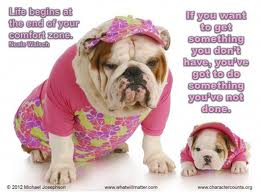 Life begins at
the end of your
comfort zone.
Neale Walsch
If you want
to get
something
you don't
have, you've
got to do
something
you've not
done.
© 2012 Michael Josephson
www.whatwillmatter.com
www.charactercounts.org